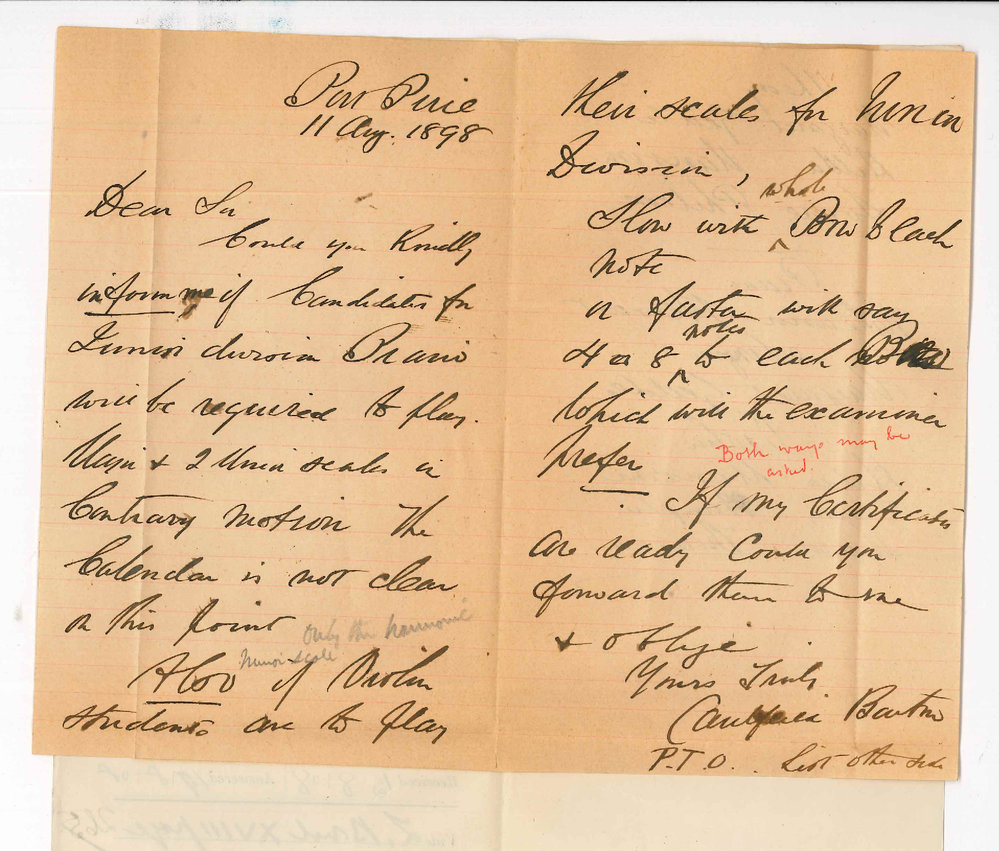 Port Pirie
11 Aug. 1898
Dear Sir
Could you Kindly
inform me if Candidates for
Junior division Piano
will be required to play
Major & 2 Minor scales in
Contrary motion The
Calendar is not clear
on this point
Only the harmonic
minor scale
Also if Violin
students are to play
their scales for Junior
Division,
Slow with whole Bow to each
note
or faster with say
4 or 8 notes to each Bow
Which will the examiner
prefer
Both ways may be
asked.
If my Certificates
are ready Could you
forward them to me
& oblige
Yours Truly
Barton
P.T.O. List other side